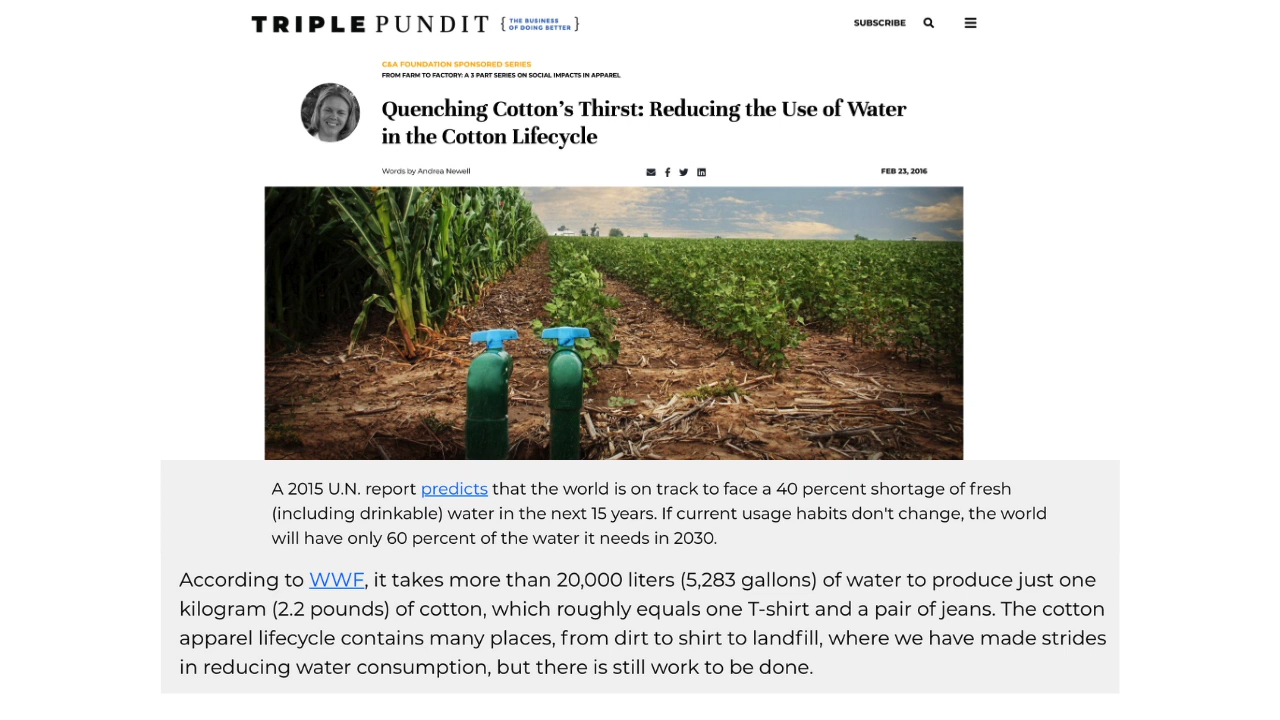 TRIPLE PUNDIT { THE BUSINESS OF DOING BETTER }
SUBSCRIBE
C&A FOUNDATION SPONSORED SERIES
FROM FARM TO FACTORY: A 3 PART SERIES ON SOCIAL IMPACTS IN APPAREL
Quenching Cotton's Thirst: Reducing the Use of Water
in the Cotton Lifecycle
Words by Andrea Newell
FEB 23, 2016
A 2015 U.N. report predicts that the world is on track to face a 40 percent shortage of fresh
(including drinkable) water in the next 15 years. If current usage habits don't change, the world
will have only 60 percent of the water it needs in 2030.
According to WWF, it takes more than 20,000 liters (5,283 gallons) of water to produce just one
kilogram (2.2 pounds) of cotton, which roughly equals one T-shirt and a pair of jeans. The cotton
apparel lifecycle contains many places, from dirt to shirt to landfill, where we have made strides
in reducing water consumption, but there is still work to be done.